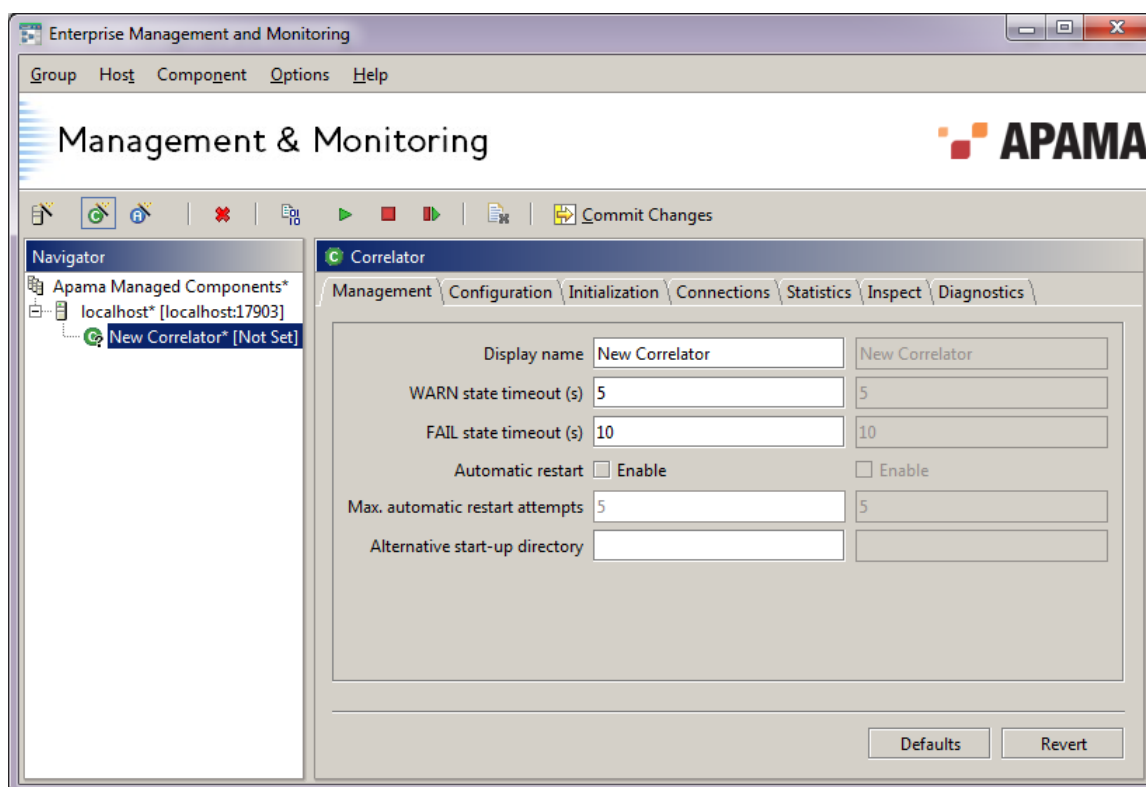 Enterprise Management and Monitoring
Group Host Component Options Help
Management & Monitoring
APAMA
Commit Changes
Navigator
Apama Managed Components*
localhost* [localhost:17903]
New Correlator* [Not Set]
Correlator
Management Configuration Initialization Connections Statistics Inspect Diagnostics
Display name New Correlator New Correlator
WARN state timeout (s) 5 5
FAIL state timeout (s) 10 10
Automatic restart Enable Enable
Max. automatic restart attempts 5 5
Alternative start-up directory
Defaults Revert